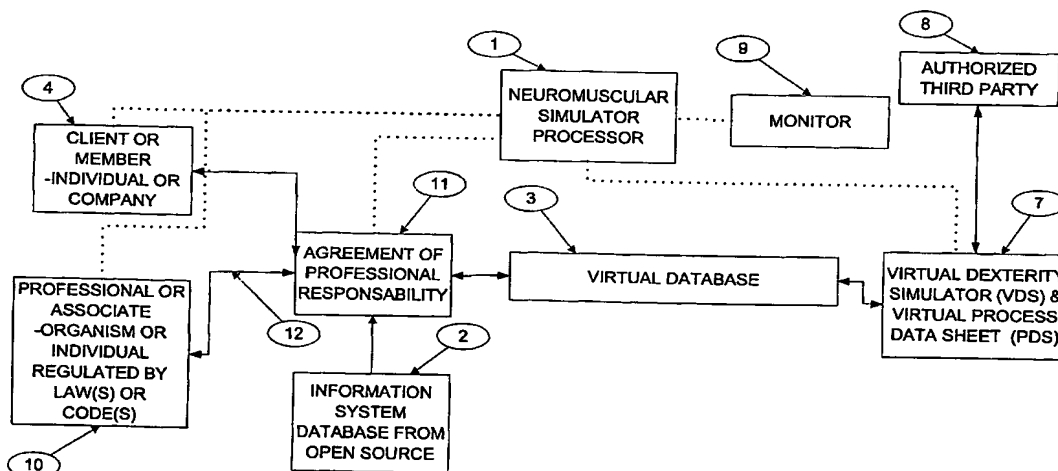 1
9
8
4
NEUROMUSCULAR
SIMULATOR
PROCESSOR
MONITOR
AUTHORIZED
THIRD PARTY
CLIENT OR
MEMBER
-INDIVIDUAL OR
COMPANY
11
3
7
AGREEMENT OF
PROFESSIONAL
RESPONSABILITY
VIRTUAL DATABASE
VIRTUAL DEXTERITY
SIMULATOR (VDS) &
VIRTUAL PROCESS
DATA SHEET (PDS)
PROFESSIONAL OR
ASSOCIATE
-ORGANISM OR
INDIVIDUAL
REGULATED BY
LAW(S) OR
CODE(S)
12
2
INFORMATION
SYSTEM
DATABASE FROM
OPEN SOURCE
10